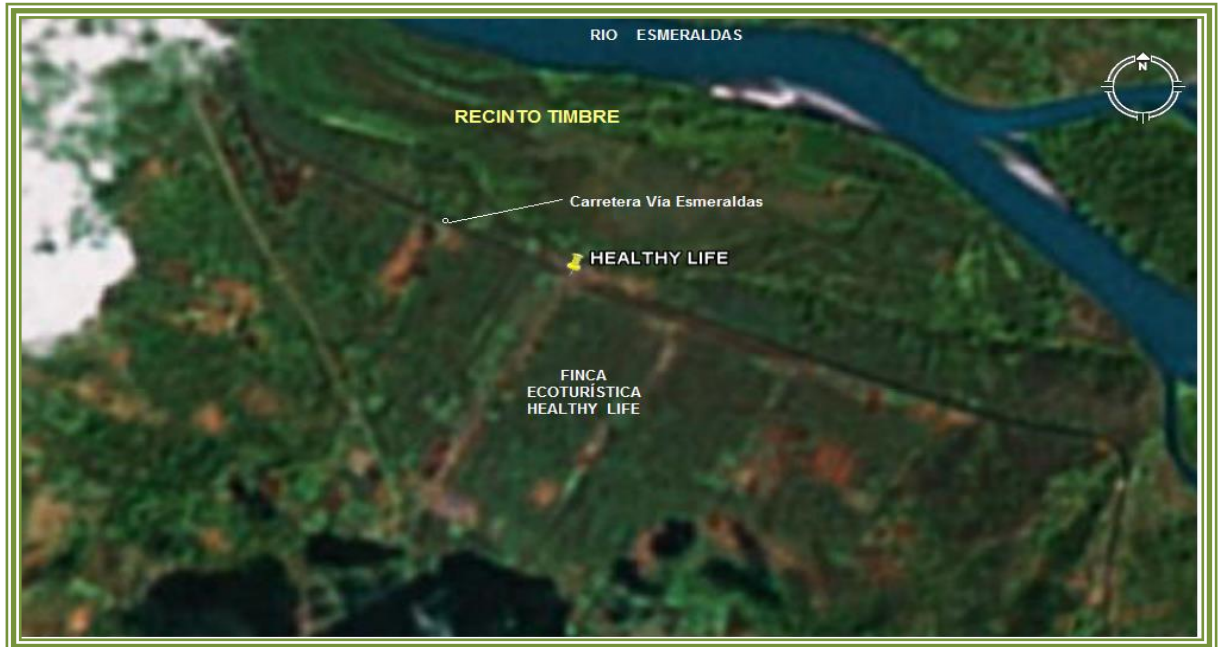 RIO ESMERALDAS
N
RECINTO TIMBRE
Carretera Vía Esmeraldas
HEALTHY LIFE
FINCA
ECOTURÍSTICA
HEALTHY LIFE